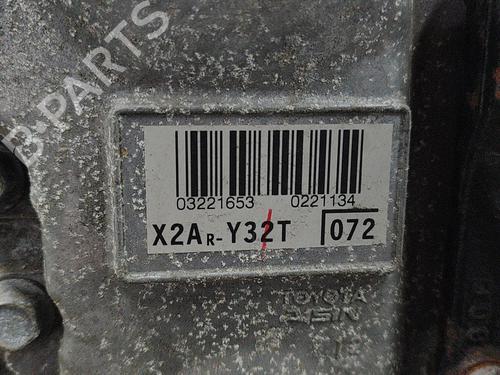 B-PARTS
03221653 0221134
X2AR-Y32T 072
TOYOTA
AISIN